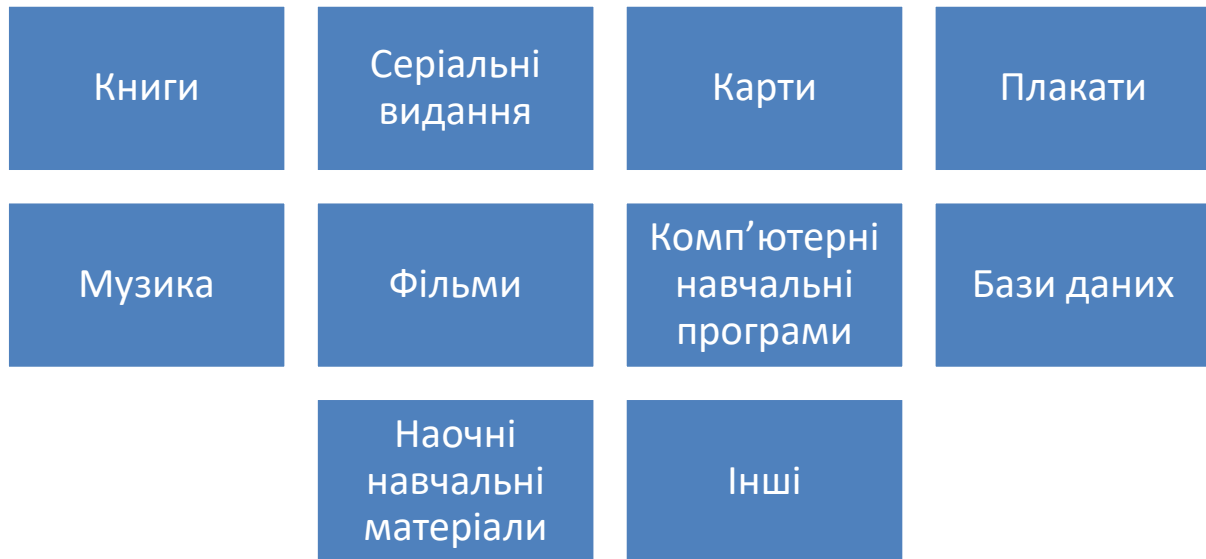 Книги
Серіальні
видання
Карти
Плакати
Музика
Фільми
Комп’ютерні
навчальні
програми
Бази даних
Наочні
навчальні
матеріали
Інші